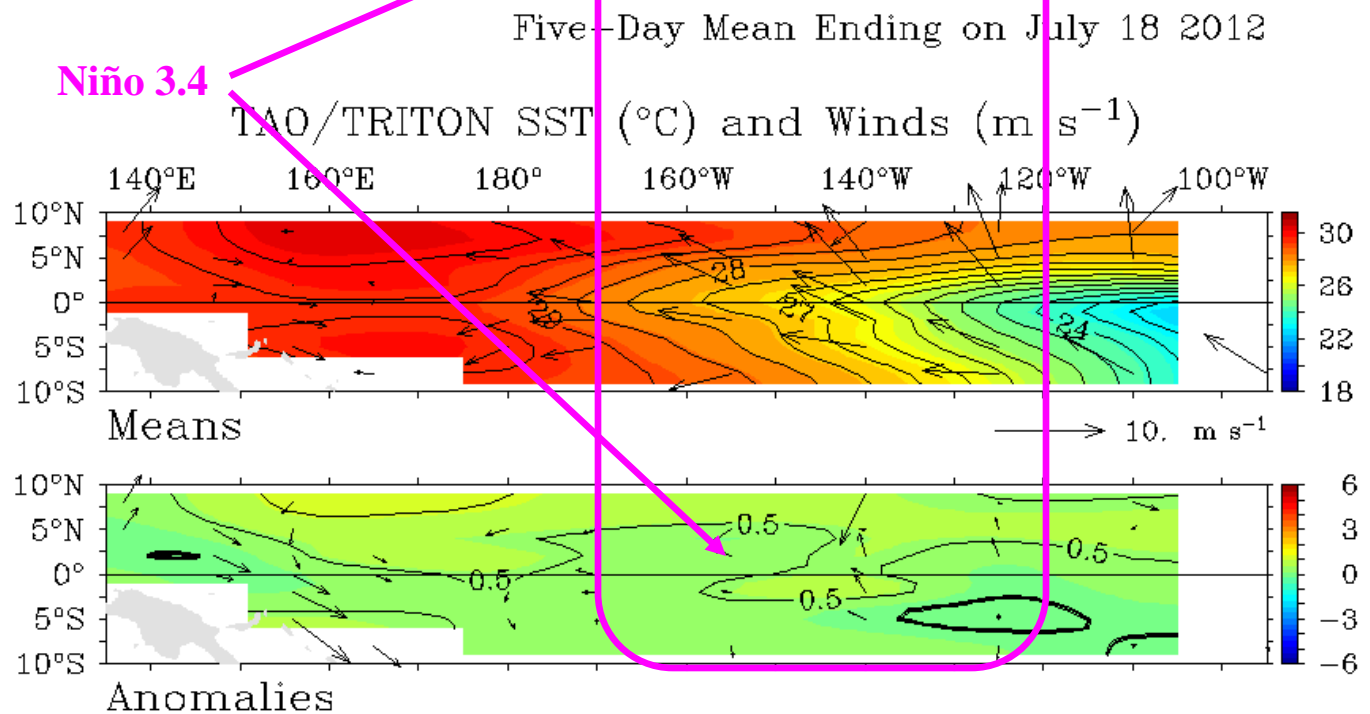 Five-Day Mean Ending on July 18 2012
Niño 3.4
TAO/TRITON SST (°C) and Winds (m s⁻¹)
140°E 160°E 180° 160°W 140°W 120°W 100°W
10°N
5°N
0°
5°S
10°S
28
29
27
24
30
28
26
24
22
20
18
Means
10. m s⁻¹
10°N
5°N
0°
5°S
10°S
0.5
0.5
0.5
0.5
6
3
0
−3
−6
Anomalies